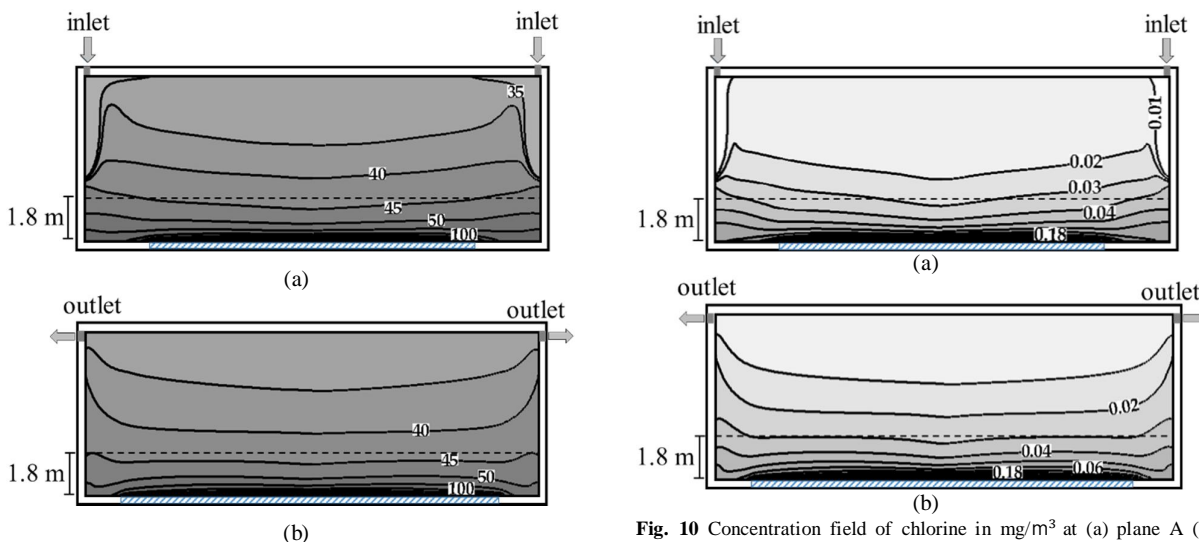 inlet
inlet
35
40
45
50
100
1.8 m
(a)
outlet
outlet
40
45
50
100
1.8 m
(b)
inlet
inlet
0.01
0.02
0.03
0.04
0.18
1.8 m
(a)
outlet
outlet
0.02
0.04
0.06
0.18
1.8 m
(b)
Fig. 10 Concentration field of chlorine in mg/m³ at (a) plane A (